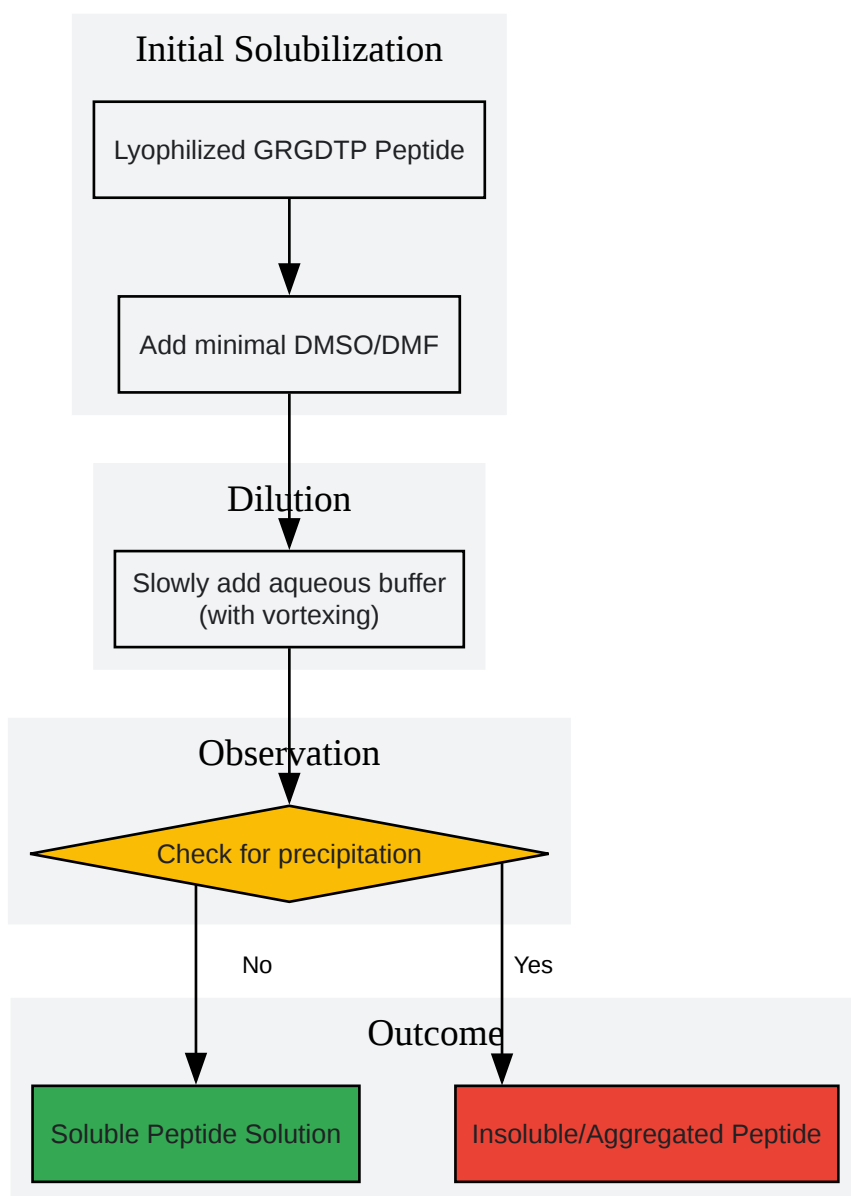 Initial Solubilization
Lyophilized GRGDTP Peptide
Add minimal DMSO/DMF
Dilution
Slowly add aqueous buffer
(with vortexing)
Observation
Check for precipitation
No
Yes
Outcome
Soluble Peptide Solution
Insoluble/Aggregated Peptide